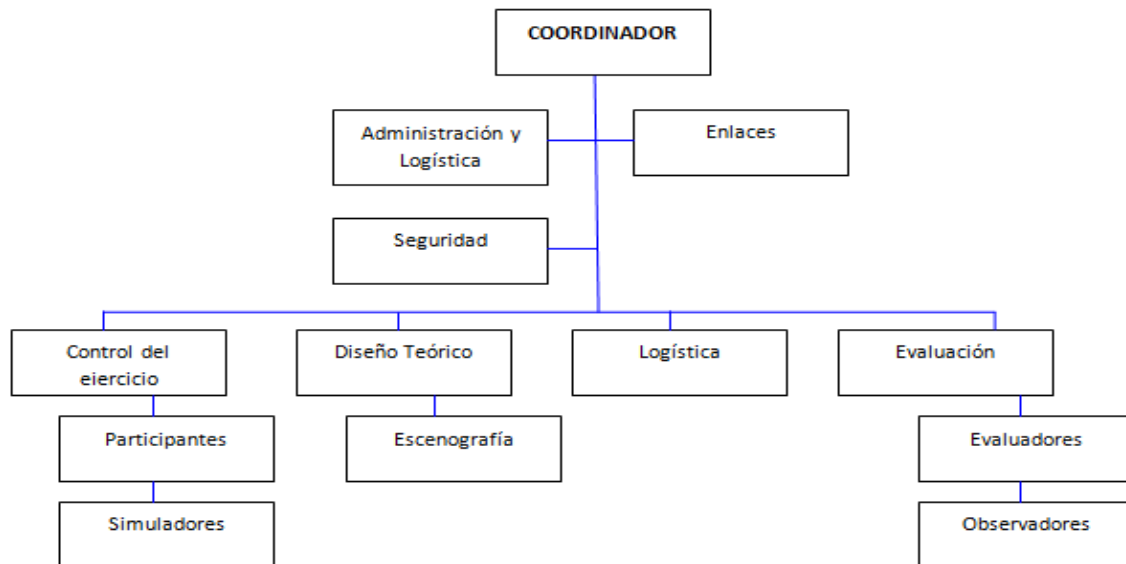 COORDINADOR
Administración y
Logística
Enlaces
Seguridad
Control del
ejercicio
Diseño Teórico
Logística
Evaluación
Participantes
Escenografía
Evaluadores
Simuladores
Observadores